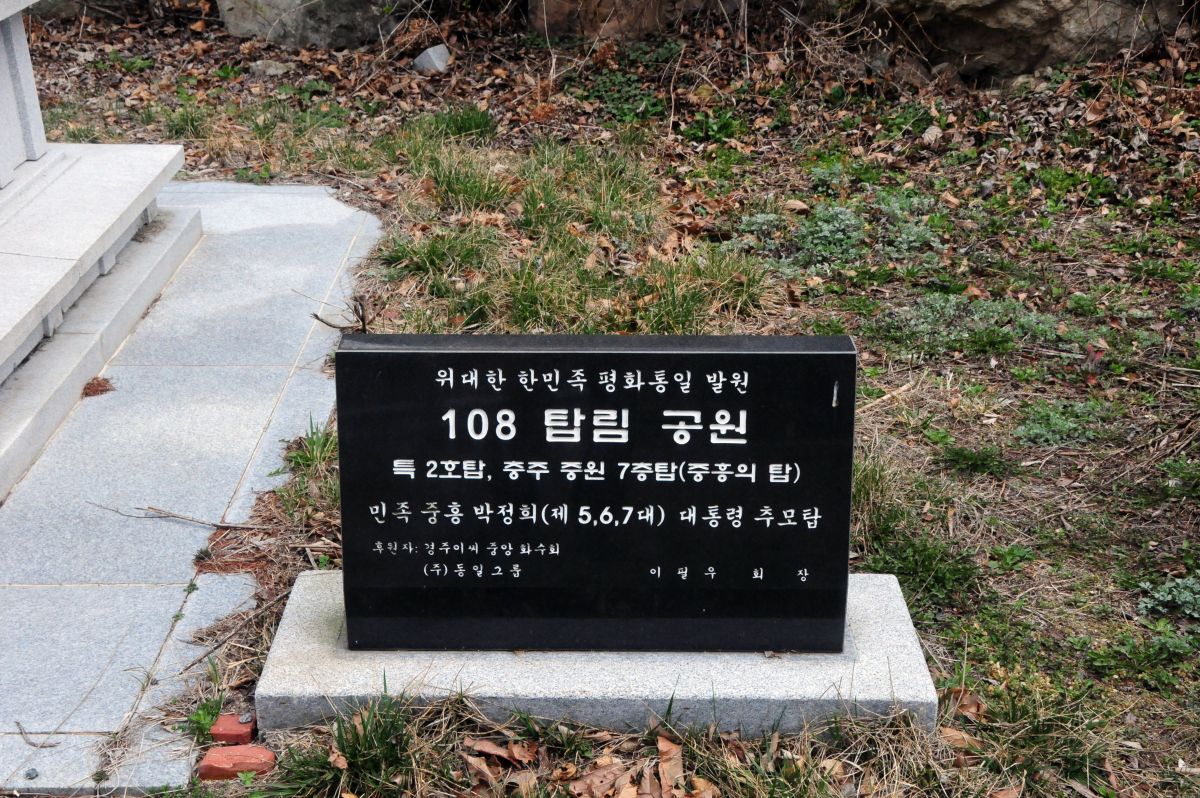 위대한 한민족 평화통일 발원
108 탑림 공원
특 2호탑, 충주 중원 7층탑(중흥의 탑)
민족 중흥 박정희(제 5,6,7대) 대통령 추모탑
후원자: 경주이씨 중앙 화수회
(주)동일그룹 이 필 우 회 장